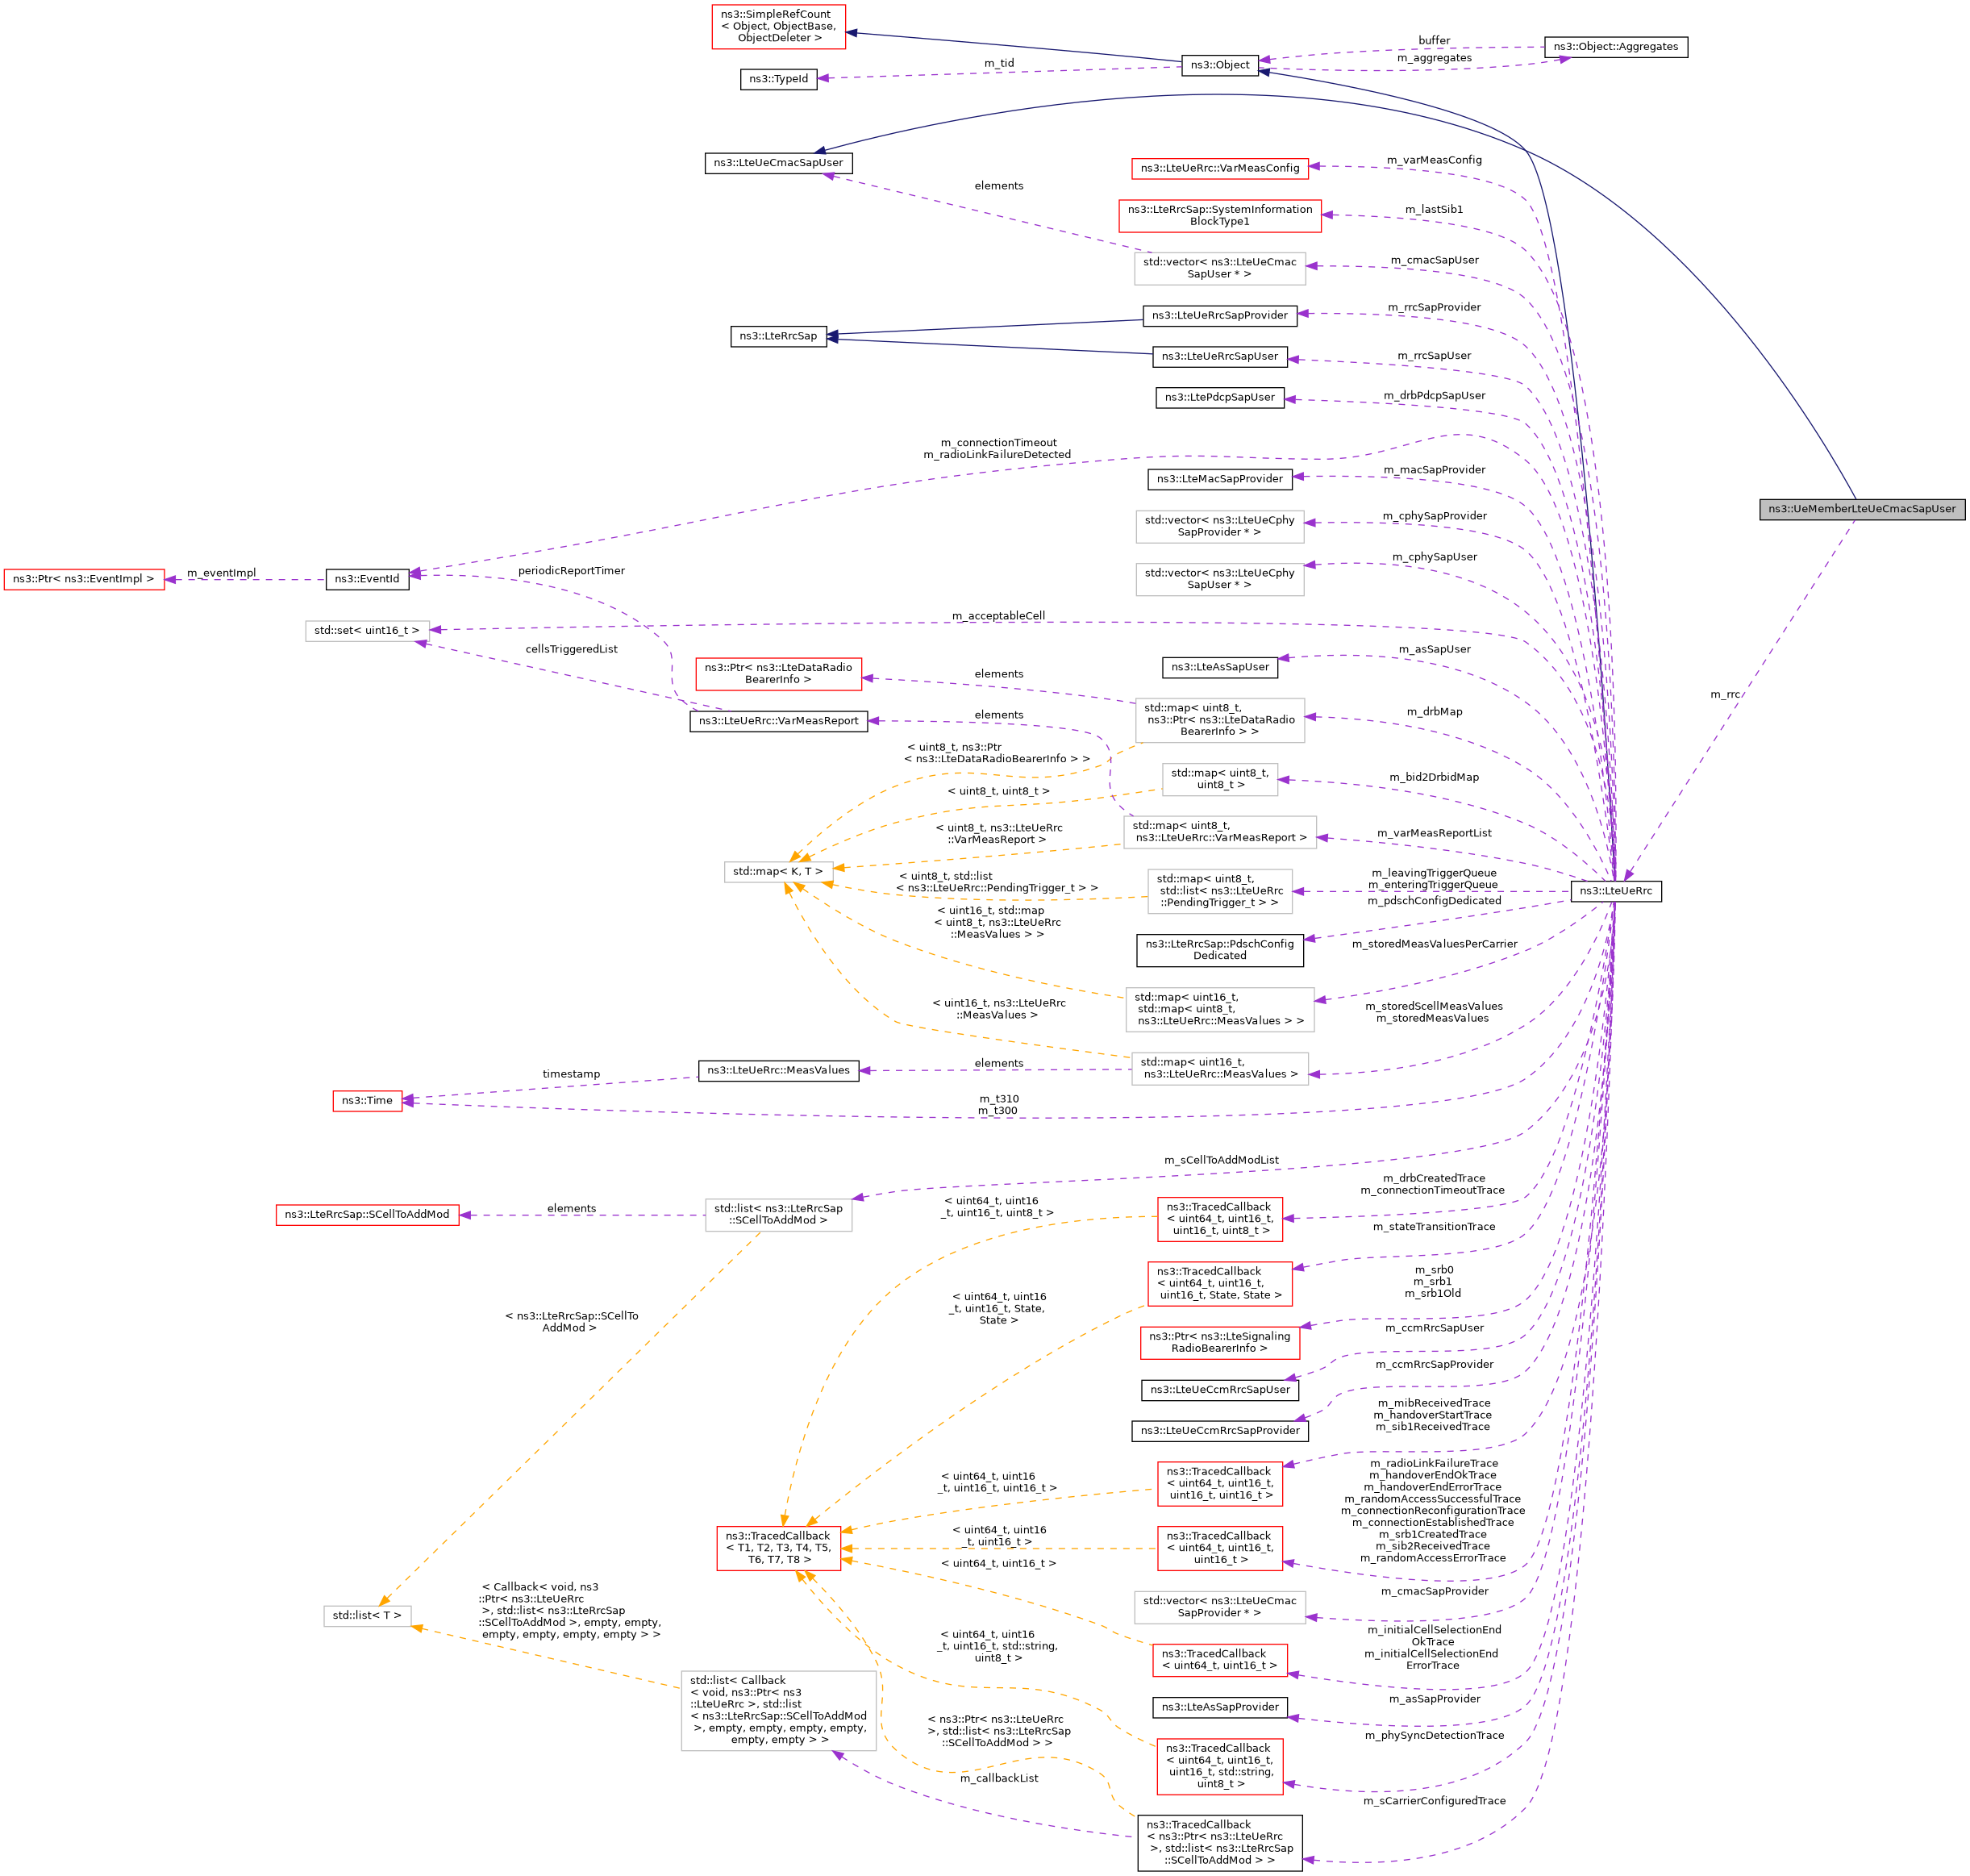 ns3::SimpleRefCount
< Object, ObjectBase,
ObjectDeleter >
ns3::TypeId
m_tid
ns3::Object
buffer
m_aggregates
ns3::Object::Aggregates
ns3::LteUeCmacSapUser
elements
ns3::LteUeRrc::VarMeasConfig
m_varMeasConfig
ns3::LteRrcSap::SystemInformation
BlockType1
m_lastSib1
std::vector< ns3::LteUeCmac
SapUser * >
m_cmacSapUser
ns3::LteRrcSap
ns3::LteUeRrcSapProvider
m_rrcSapProvider
ns3::LteUeRrcSapUser
m_rrcSapUser
ns3::LtePdcpSapUser
m_drbPdcpSapUser
m_connectionTimeout
m_radioLinkFailureDetected
ns3::LteMacSapProvider
m_macSapProvider
ns3::UeMemberLteUeCmacSapUser
std::vector< ns3::LteUeCphy
SapProvider * >
m_cphySapProvider
std::vector< ns3::LteUeCphy
SapUser * >
m_cphySapUser
ns3::Ptr< ns3::EventImpl >
m_eventImpl
ns3::EventId
periodicReportTimer
std::set< uint16_t >
m_acceptableCell
cellsTriggeredList
ns3::Ptr< ns3::LteDataRadio
BearerInfo >
elements
ns3::LteAsSapUser
m_asSapUser
m_rrc
ns3::LteUeRrc::VarMeasReport
elements
std::map< uint8_t,
ns3::Ptr< ns3::LteDataRadio
BearerInfo > >
m_drbMap
< uint8_t, ns3::Ptr
< ns3::LteDataRadioBearerInfo > >
std::map< uint8_t,
uint8_t >
m_bid2DrbidMap
< uint8_t, uint8_t >
std::map< uint8_t,
ns3::LteUeRrc::VarMeasReport >
m_varMeasReportList
< uint8_t, ns3::LteUeRrc
::VarMeasReport >
std::map< K, T >
< uint8_t, std::list
< ns3::LteUeRrc::PendingTrigger_t > >
std::map< uint8_t,
std::list< ns3::LteUeRrc
::PendingTrigger_t > >
m_leavingTriggerQueue
m_enteringTriggerQueue
ns3::LteUeRrc
m_pdschConfigDedicated
< uint16_t, std::map
< uint8_t, ns3::LteUeRrc
::MeasValues > >
ns3::LteRrcSap::PdschConfig
Dedicated
m_storedMeasValuesPerCarrier
std::map< uint16_t,
std::map< uint8_t,
ns3::LteUeRrc::MeasValues > >
< uint16_t, ns3::LteUeRrc
::MeasValues >
m_storedScellMeasValues
m_storedMeasValues
ns3::LteUeRrc::MeasValues
elements
std::map< uint16_t,
ns3::LteUeRrc::MeasValues >
timestamp
ns3::Time
m_t310
m_t300
m_sCellToAddModList
ns3::LteRrcSap::SCellToAddMod
elements
std::list< ns3::LteRrcSap
::SCellToAddMod >
< uint64_t, uint16
_t, uint16_t, uint8_t >
ns3::TracedCallback
< uint64_t, uint16_t,
uint16_t, uint8_t >
m_drbCreatedTrace
m_connectionTimeoutTrace
m_stateTransitionTrace
ns3::TracedCallback
< uint64_t, uint16_t,
uint16_t, State, State >
< uint64_t, uint16
_t, uint16_t, State,
State >
m_srb0
m_srb1
m_srb1Old
< ns3::LteRrcSap::SCellTo
AddMod >
ns3::Ptr< ns3::LteSignaling
RadioBearerInfo >
m_ccmRrcSapUser
ns3::LteUeCcmRrcSapUser
m_ccmRrcSapProvider
ns3::LteUeCcmRrcSapProvider
m_mibReceivedTrace
m_handoverStartTrace
m_sib1ReceivedTrace
< uint64_t, uint16
_t, uint16_t, uint16_t >
ns3::TracedCallback
< uint64_t, uint16_t,
uint16_t, uint16_t >
m_radioLinkFailureTrace
m_handoverEndOkTrace
m_handoverEndErrorTrace
m_randomAccessSuccessfulTrace
m_connectionReconfigurationTrace
m_connectionEstablishedTrace
m_srb1CreatedTrace
m_sib2ReceivedTrace
m_randomAccessErrorTrace
ns3::TracedCallback
< T1, T2, T3, T4, T5,
T6, T7, T8 >
< uint64_t, uint16
_t, uint16_t >
ns3::TracedCallback
< uint64_t, uint16_t,
uint16_t >
< uint64_t, uint16_t >
m_cmacSapProvider
std::vector< ns3::LteUeCmac
SapProvider * >
std::list< T >
< Callback< void, ns3
::Ptr< ns3::LteUeRrc
>, std::list< ns3::LteRrcSap
::SCellToAddMod >, empty, empty,
empty, empty, empty, empty > >
m_initialCellSelectionEnd
OkTrace
m_initialCellSelectionEnd
ErrorTrace
< uint64_t, uint16
_t, uint16_t, std::string,
uint8_t >
ns3::TracedCallback
< uint64_t, uint16_t >
std::list< Callback
< void, ns3::Ptr< ns3
::LteUeRrc >, std::list
< ns3::LteRrcSap::SCellToAddMod
>, empty, empty, empty, empty,
empty, empty > >
ns3::LteAsSapProvider
m_asSapProvider
< ns3::Ptr< ns3::LteUeRrc
>, std::list< ns3::LteRrcSap
::SCellToAddMod > >
m_phySyncDetectionTrace
ns3::TracedCallback
< uint64_t, uint16_t,
uint16_t, std::string,
uint8_t >
m_callbackList
m_sCarrierConfiguredTrace
ns3::TracedCallback
< ns3::Ptr< ns3::LteUeRrc
>, std::list< ns3::LteRrcSap
::SCellToAddMod > >